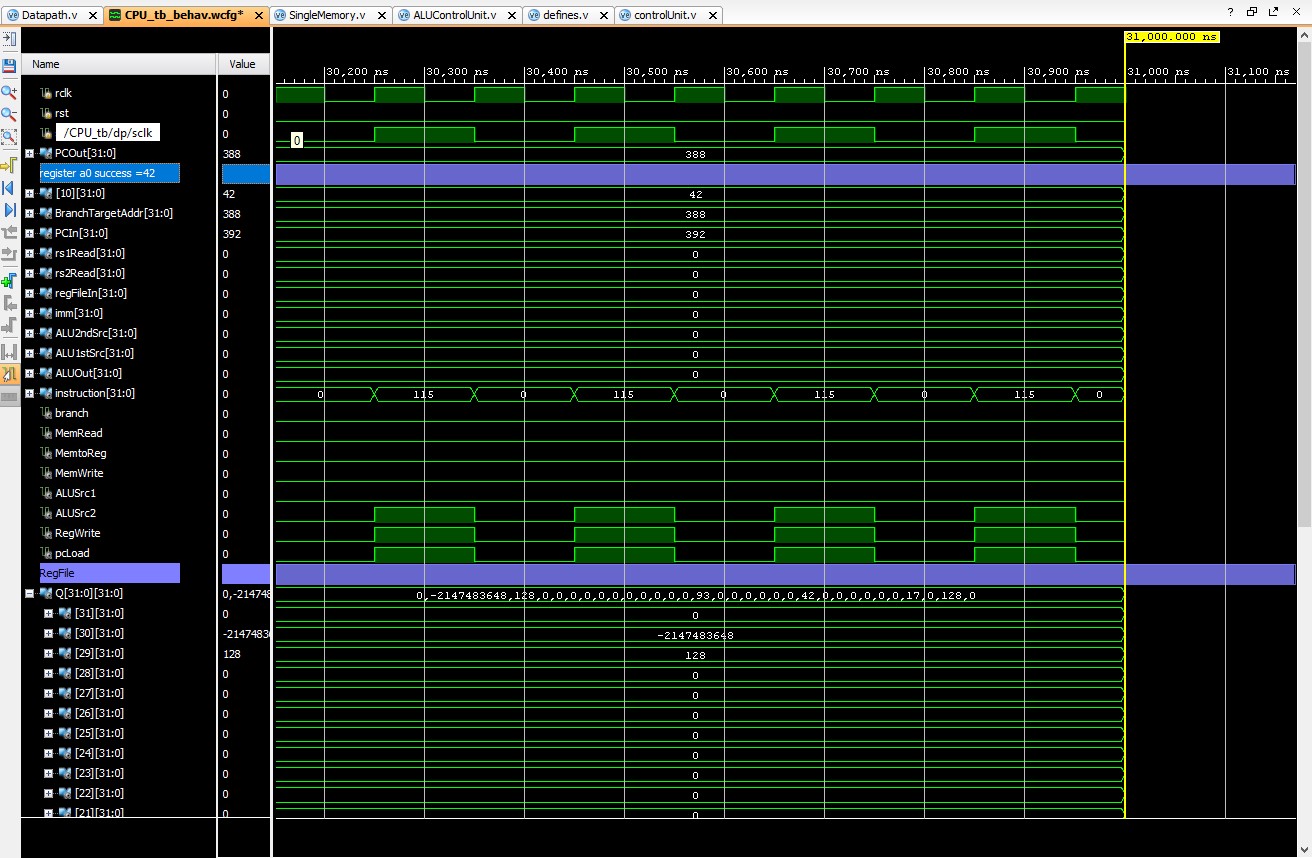 Datapath.v
CPU_tb_behav.wcfg*
SingleMemory.v
ALUControlUnit.v
defines.v
controlUnit.v
?
31,000.000 ns
Name Value
30,200 ns 30,300 ns 30,400 ns 30,500 ns 30,600 ns 30,700 ns 30,800 ns 30,900 ns 31,000 ns 31,100 ns
rclk 0
rst 0
/CPU_tb/dp/sclk 0 0
PCOut[31:0] 388 388
register a0 success =42
[10][31:0] 42 42
BranchTargetAddr[31:0] 388 388
PCIn[31:0] 392 392
rs1Read[31:0] 0 0
rs2Read[31:0] 0 0
regFileIn[31:0] 0 0
imm[31:0] 0 0
ALU2ndSrc[31:0] 0 0
ALU1stSrc[31:0] 0 0
ALUOut[31:0] 0 0
instruction[31:0] 0 0 115 0 115 0 115 0 115 0
branch 0
MemRead 0
MemtoReg 0
MemWrite 0
ALUSrc1 0
ALUSrc2 0
RegWrite 0
pcLoad 0
RegFile
Q[31:0][31:0] 0,-2147483 0,-2147483648,128,0,0,0,0,0,0,0,0,0,0,0,93,0,0,0,0,0,0,42,0,0,0,0,0,0,17,0,128,0
[31][31:0] 0 0
[30][31:0] -2147483 -2147483648
[29][31:0] 128 128
[28][31:0] 0 0
[27][31:0] 0 0
[26][31:0] 0 0
[25][31:0] 0 0
[24][31:0] 0 0
[23][31:0] 0 0
[22][31:0] 0 0
[21][31:0] 0 0